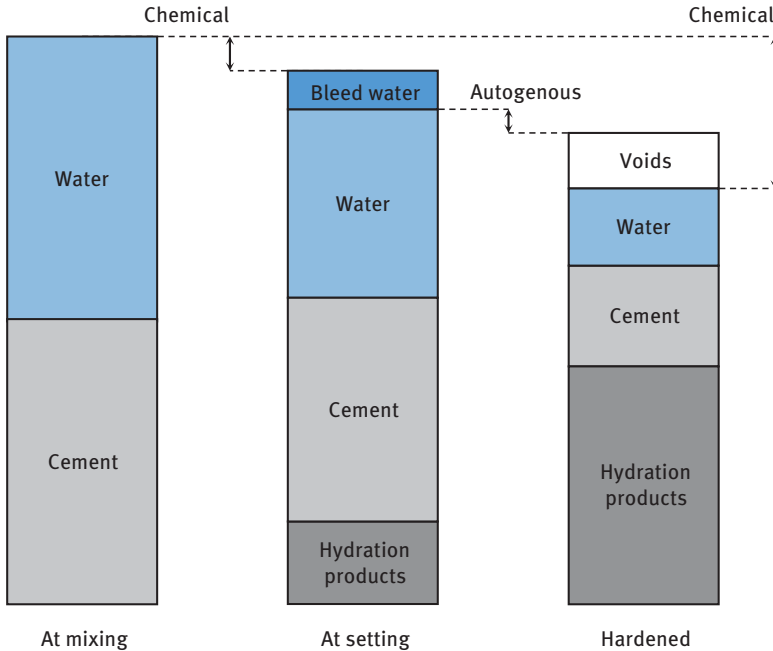 Chemical
Chemical
Bleed water
Autogenous
Water
Water
Voids
Water
Cement
Cement
Cement
Hydration
products
Hydration
products
At mixing
At setting
Hardened